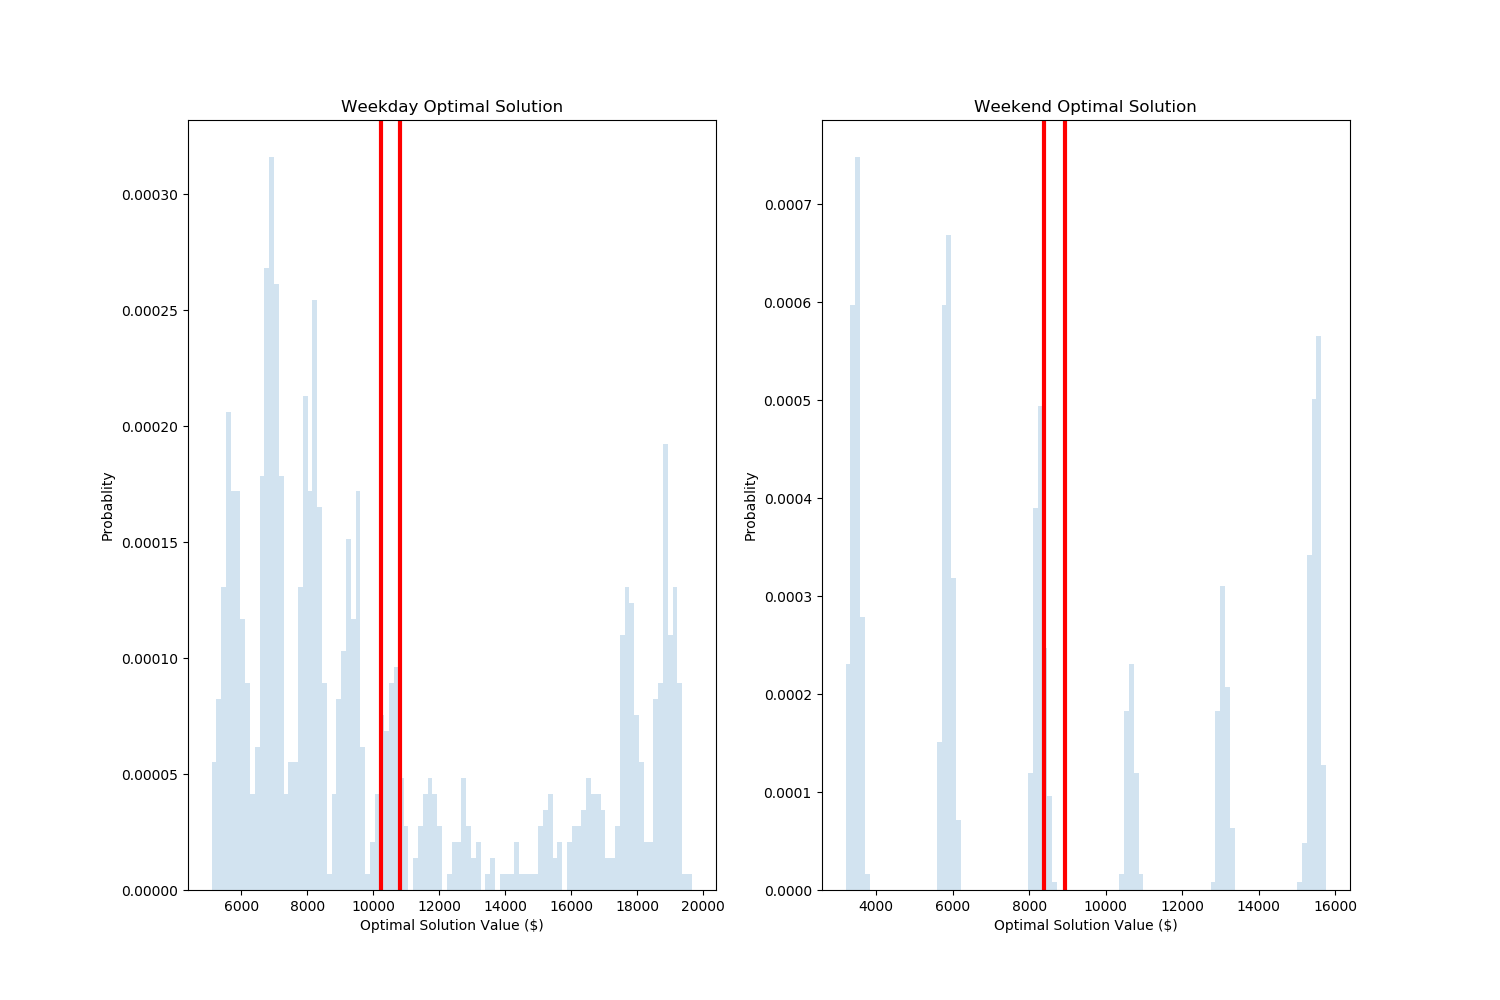 Weekday Optimal Solution
Probablity
0.00030
0.00025
0.00020
0.00015
0.00010
0.00005
0.00000
6000 8000 10000 12000 14000 16000 18000 20000
Optimal Solution Value ($)
Weekend Optimal Solution
Probablity
0.0007
0.0006
0.0005
0.0004
0.0003
0.0002
0.0001
0.0000
4000 6000 8000 10000 12000 14000 16000
Optimal Solution Value ($)